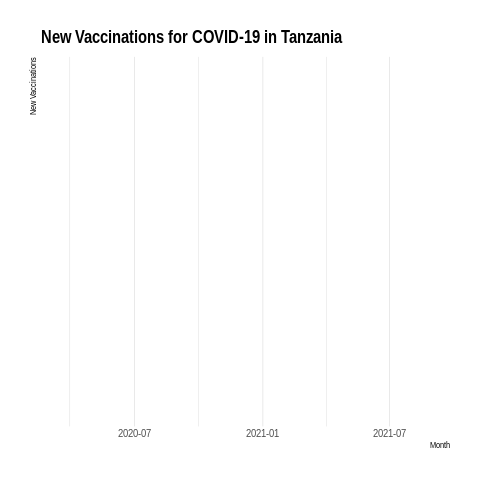 New Vaccinations for COVID-19 in Tanzania
New Vaccinations
2020-07
2021-01
2021-07
Month